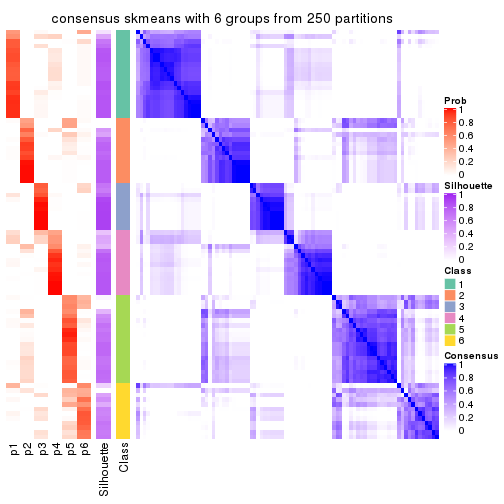 consensus skmeans with 6 groups from 250 partitions
Prob
1
0.8
0.6
0.4
0.2
0
Silhouette
1
0.8
0.6
0.4
0.2
0
Class
1
2
3
4
5
6
Consensus
1
0.8
0.6
0.4
0.2
0
p1
p2
p3
p4
p5
p6
Silhouette
Class